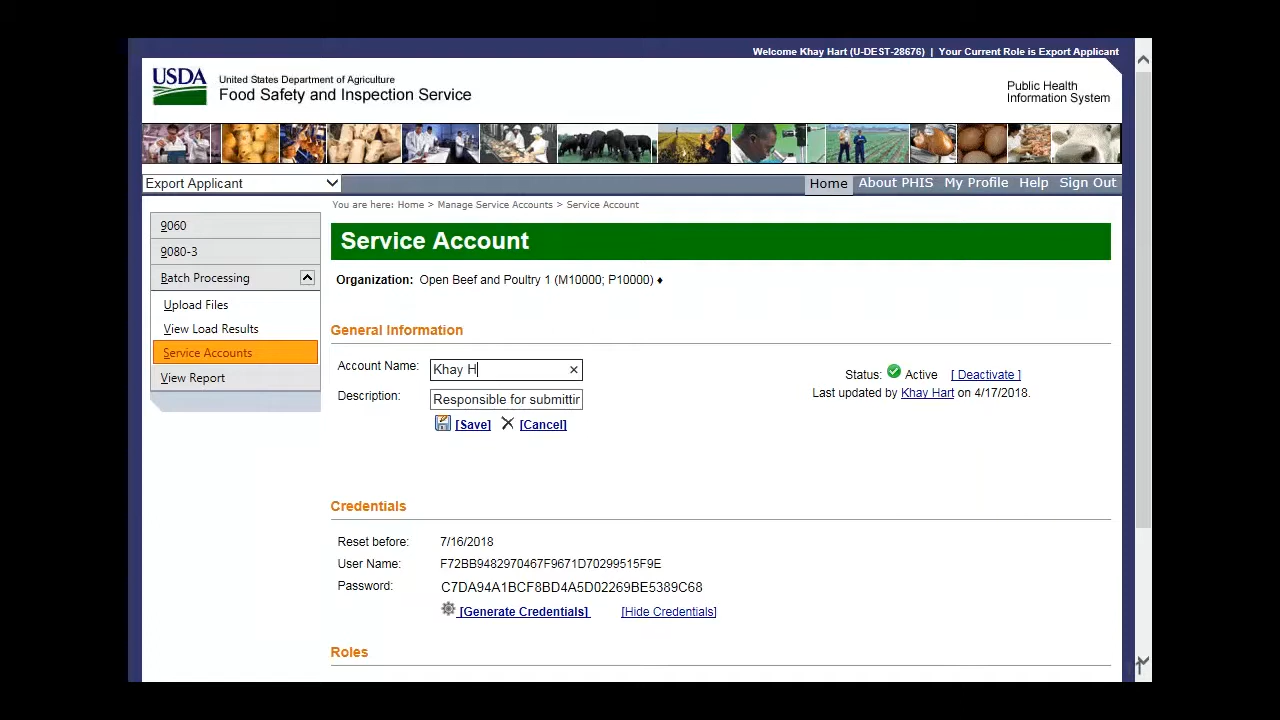 Welcome Khay Hart (U-DEST-28676) | Your Current Role is Export Applicant
USDA
United States Department of Agriculture
Food Safety and Inspection Service
Public Health
Information System
Export Applicant
Home About PHIS My Profile Help Sign Out
You are here: Home > Manage Service Accounts > Service Account
9060
9080-3
Batch Processing
Upload Files
View Load Results
Service Accounts
View Report
Service Account
Organization: Open Beef and Poultry 1 (M10000; P10000) ♦
General Information
Account Name: Khay H
Description: Responsible for submittir
[Save] [Cancel]
Status: Active [ Deactivate ]
Last updated by Khay Hart on 4/17/2018.
Credentials
Reset before: 7/16/2018
User Name: F72BB9482970467F9671D70299515F9E
Password: C7DA94A1BCF8BD4A5D02269BE5389C68
[Generate Credentials] [Hide Credentials]
Roles